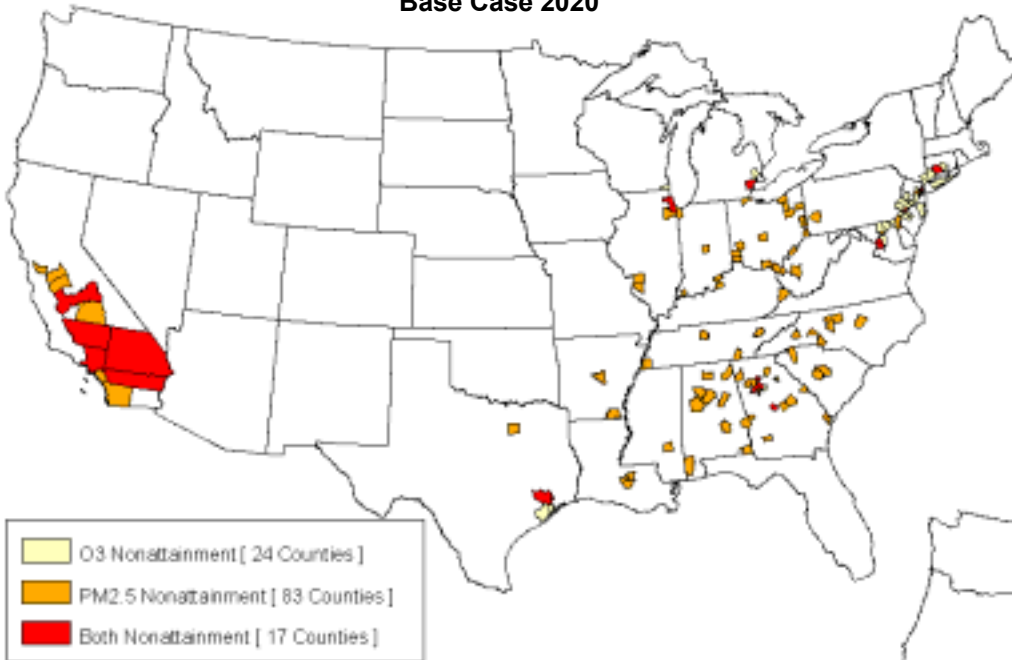 Base Case 2020
O3 Nonattainment [ 24 Counties ]
PM2.5 Nonattainment [ 83 Counties ]
Both Nonattainment [ 17 Counties ]